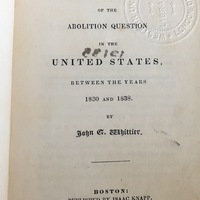 OF THE
ABOLITION QUESTION
IN THE
UNITED STATES,
BETWEEN THE YEARS
1830 AND 1838.
BY
John G. Whittier.
BOSTON:
PUBLISHED BY ISAAC KNAPP,